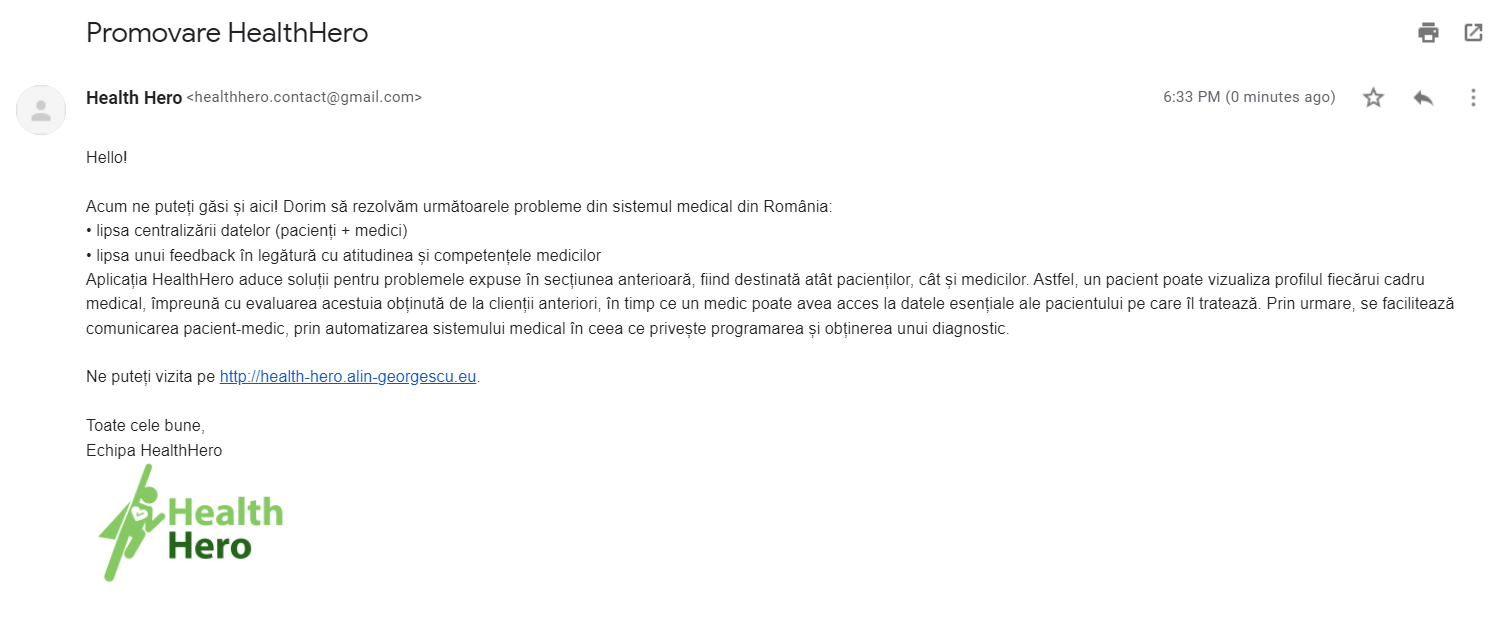 Promovare HealthHero
Health Hero <healthhero.contact@gmail.com>
6:33 PM (0 minutes ago)
Hello!
Acum ne puteți găsi și aici! Dorim să rezolvăm următoarele probleme din sistemul medical din România:
• lipsa centralizării datelor (pacienți + medici)
• lipsa unui feedback în legătură cu atitudinea și competențele medicilor
Aplicația HealthHero aduce soluții pentru problemele expuse în secțiunea anterioară, fiind destinată atât pacienților, cât și medicilor. Astfel, un pacient poate vizualiza profilul fiecărui cadru
medical, împreună cu evaluarea acestuia obținută de la clienții anteriori, în timp ce un medic poate avea acces la datele esențiale ale pacientului pe care îl tratează. Prin urmare, se facilitează
comunicarea pacient-medic, prin automatizarea sistemului medical în ceea ce privește programarea și obținerea unui diagnostic.
Ne puteți vizita pe http://health-hero.alin-georgescu.eu.
Toate cele bune,
Echipa HealthHero
Health
Hero